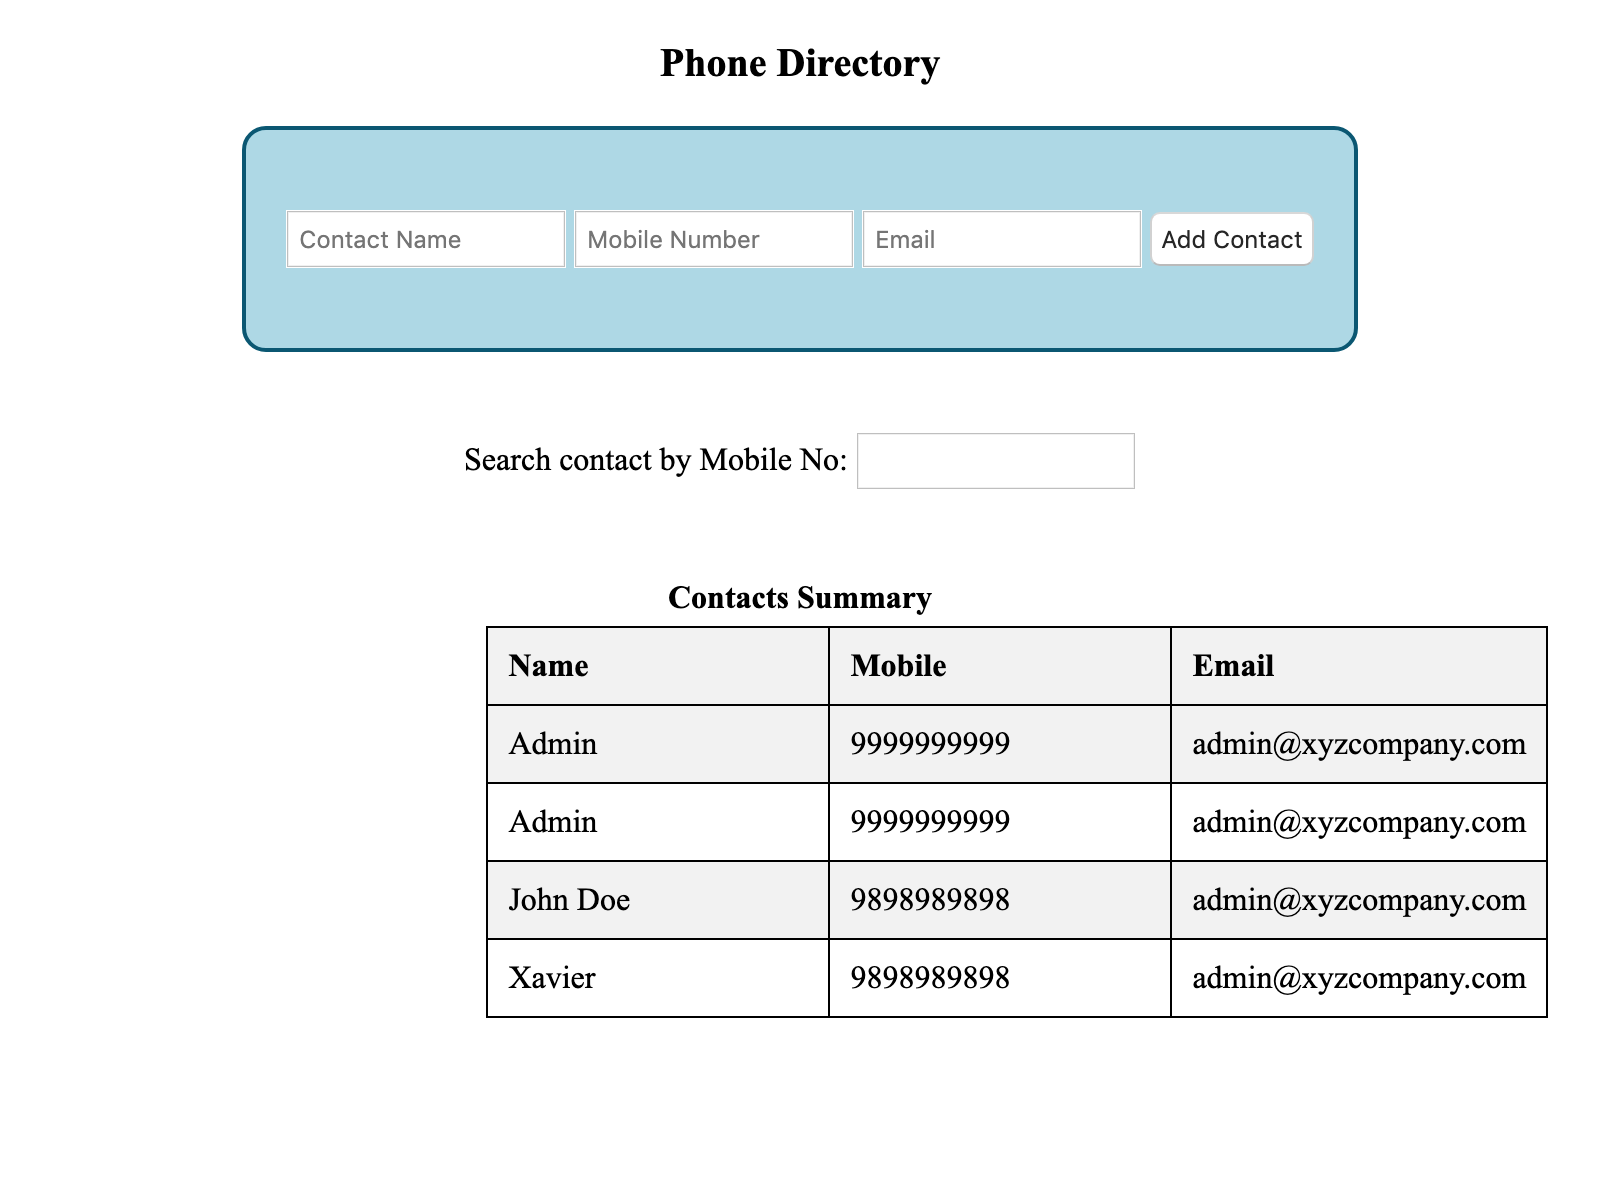 Phone Directory
Contact Name Mobile Number Email Add Contact
Search contact by Mobile No:
Contacts Summary
Name Mobile Email
Admin 9999999999 admin@xyzcompany.com
Admin 9999999999 admin@xyzcompany.com
John Doe 9898989898 admin@xyzcompany.com
Xavier 9898989898 admin@xyzcompany.com